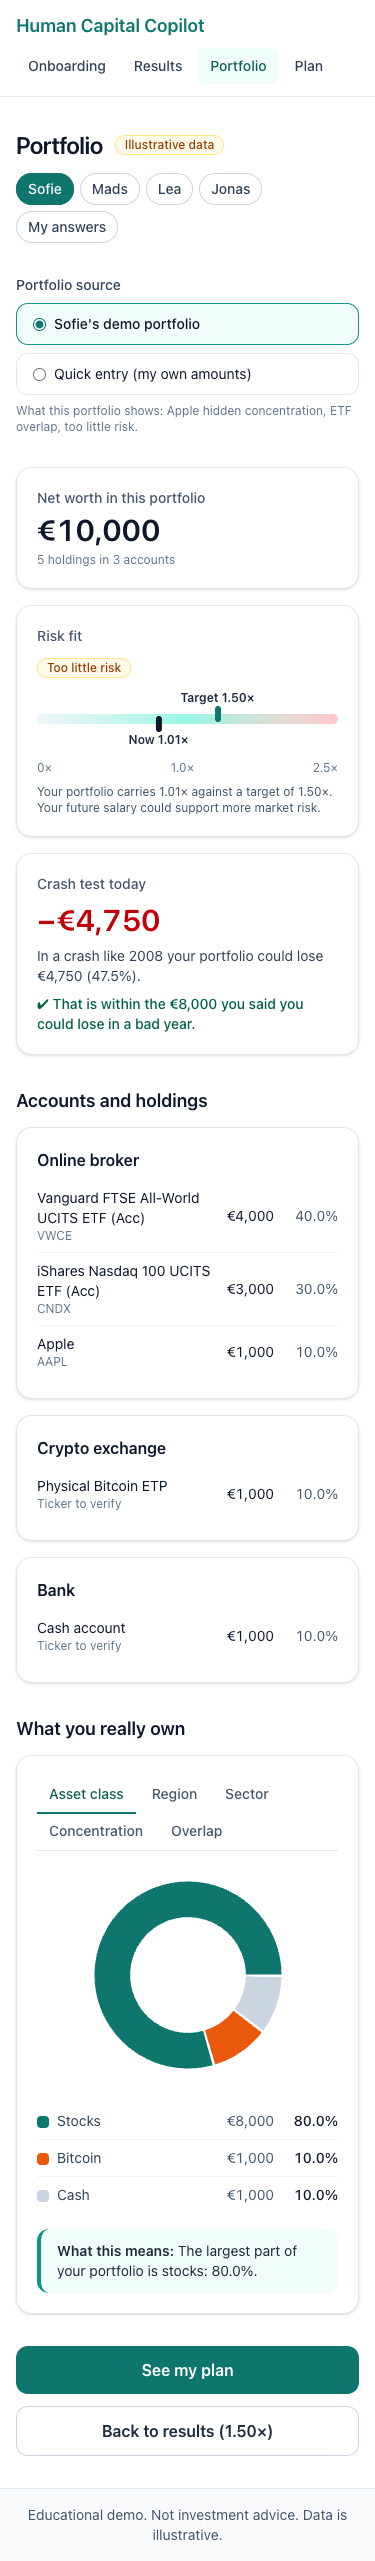 Human Capital Copilot
Onboarding Results Portfolio Plan
Portfolio Illustrative data
Sofie Mads Lea Jonas
My answers
Portfolio source
Sofie's demo portfolio
Quick entry (my own amounts)
What this portfolio shows: Apple hidden concentration, ETF
overlap, too little risk.
Net worth in this portfolio
€10,000
5 holdings in 3 accounts
Risk fit
Too little risk
Target 1.50×
Now 1.01×
0× 1.0× 2.5×
Your portfolio carries 1.01× against a target of 1.50×.
Your future salary could support more market risk.
Crash test today
−€4,750
In a crash like 2008 your portfolio could lose
€4,750 (47.5%).
✔ That is within the €8,000 you said you
could lose in a bad year.
Accounts and holdings
Online broker
Vanguard FTSE All-World
UCITS ETF (Acc)
VWCE
€4,000 40.0%
iShares Nasdaq 100 UCITS
ETF (Acc)
CNDX
€3,000 30.0%
Apple
AAPL
€1,000 10.0%
Crypto exchange
Physical Bitcoin ETP
Ticker to verify
€1,000 10.0%
Bank
Cash account
Ticker to verify
€1,000 10.0%
What you really own
Asset class Region Sector
Concentration Overlap
Stocks €8,000 80.0%
Bitcoin €1,000 10.0%
Cash €1,000 10.0%
What this means: The largest part of
your portfolio is stocks: 80.0%.
See my plan
Back to results (1.50×)
Educational demo. Not investment advice. Data is
illustrative.